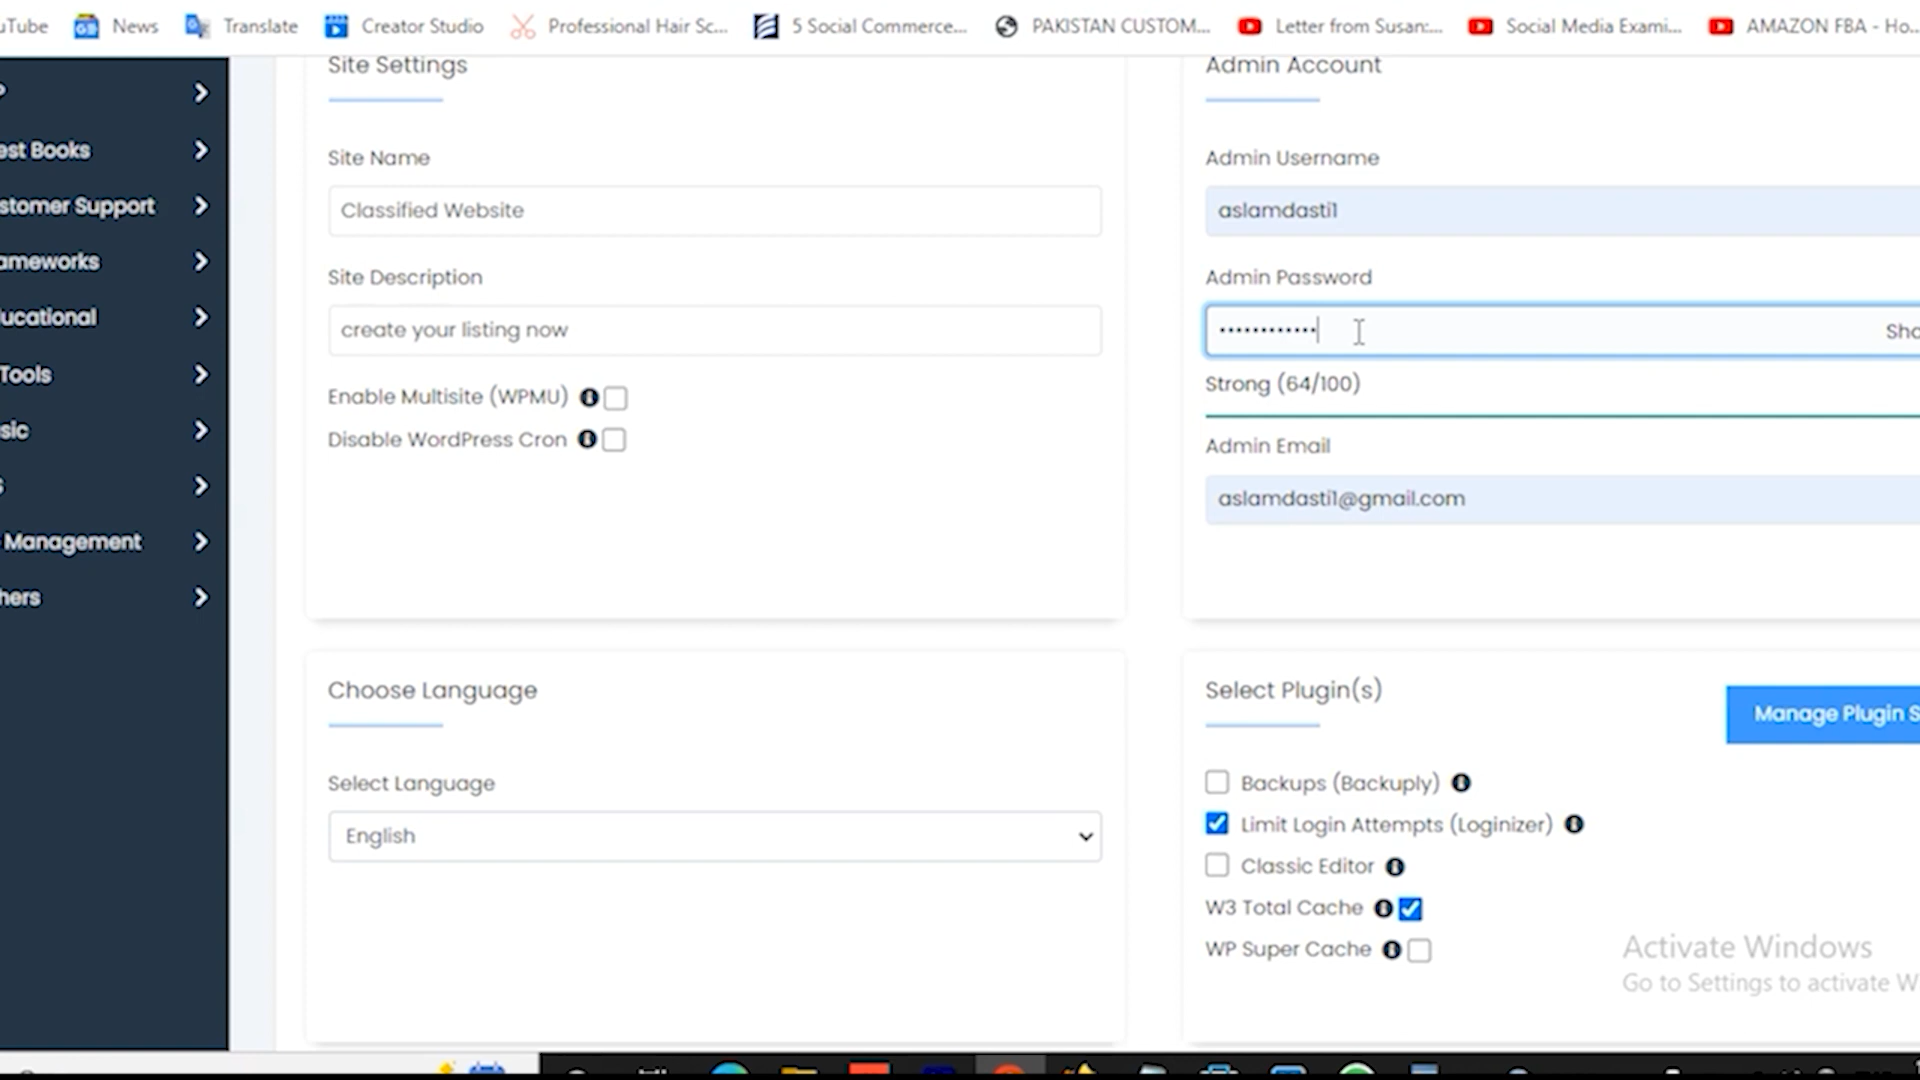 uTube News Translate Creator Studio Professional Hair Sc... 5 Social Commerce... PAKISTAN CUSTOM... Letter from Susan:... Social Media Exami... AMAZON FBA - Ho...
Site Settings
Site Name
Classified Website
Site Description
create your listing now
Enable Multisite (WPMU)
Disable WordPress Cron
Admin Account
Admin Username
aslamdasti1
Admin Password
Sho
Strong (64/100)
Admin Email
aslamdasti1@gmail.com
est Books
stomer Support
ameworks
ucational
Tools
sic
S
Management
hers
Choose Language
Select Language
English
Select Plugin(s)
Manage Plugin S
Backups (Backuply)
Limit Login Attempts (Loginizer)
Classic Editor
W3 Total Cache
WP Super Cache
Activate Windows
Go to Settings to activate W